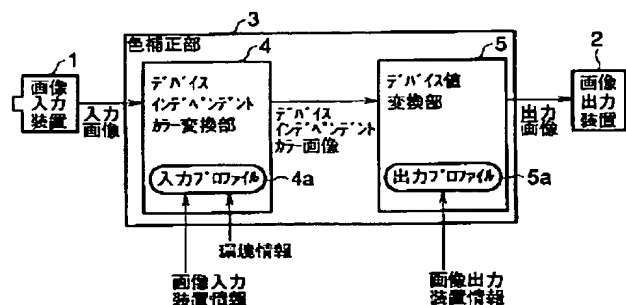 3
色補正部
1
画像
入力
装置
入力
画像
4
デバイス
インデペンデント
カラー変換部
入力プロファイル
4a
デバイス
インデペンデント
カラー画像
5
デバイス値
変換部
出力プロファイル
5a
出力
画像
2
画像
出力
装置
環境情報
画像入力
装置情報
画像出力
装置情報